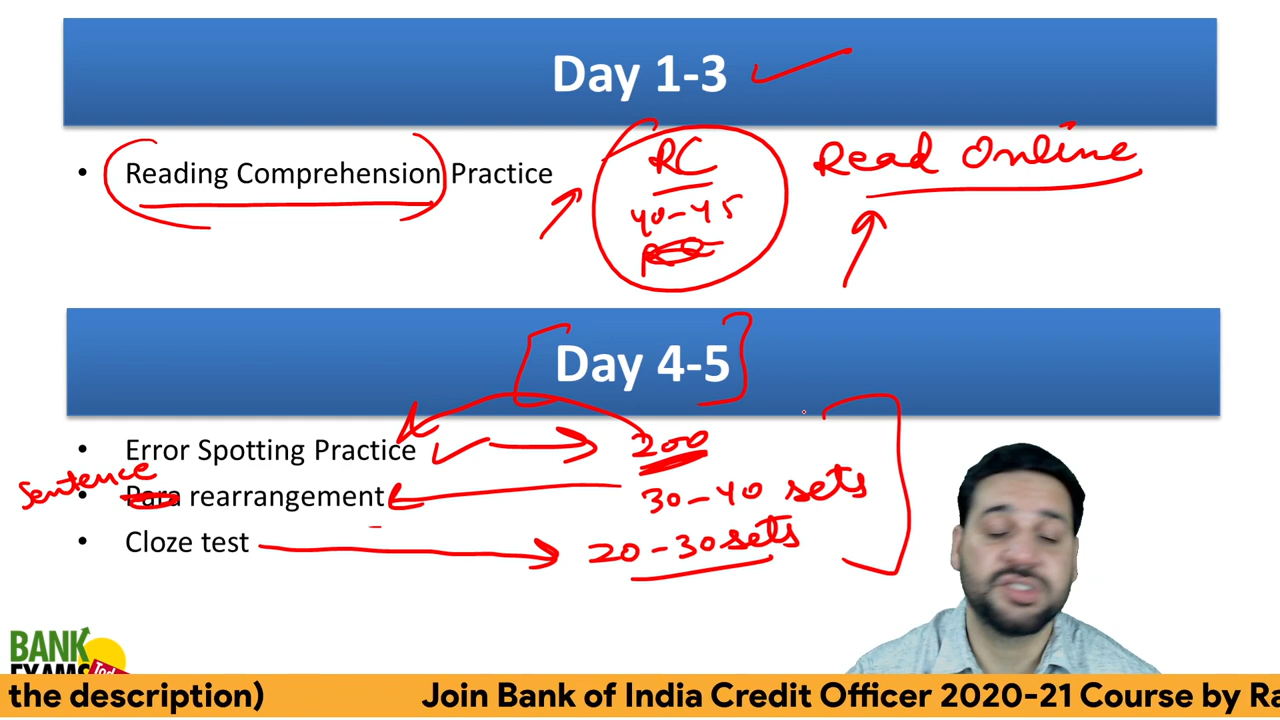 Day 1-3
• Reading Comprehension Practice
RC
40-45
Read Online
Day 4-5
• Error Spotting Practice
200
Sentence
• Para rearrangement
30-40 sets
• Cloze test
20-30 sets
BANK
EXAMS Today
the description) Join Bank of India Credit Officer 2020-21 Course by Ra